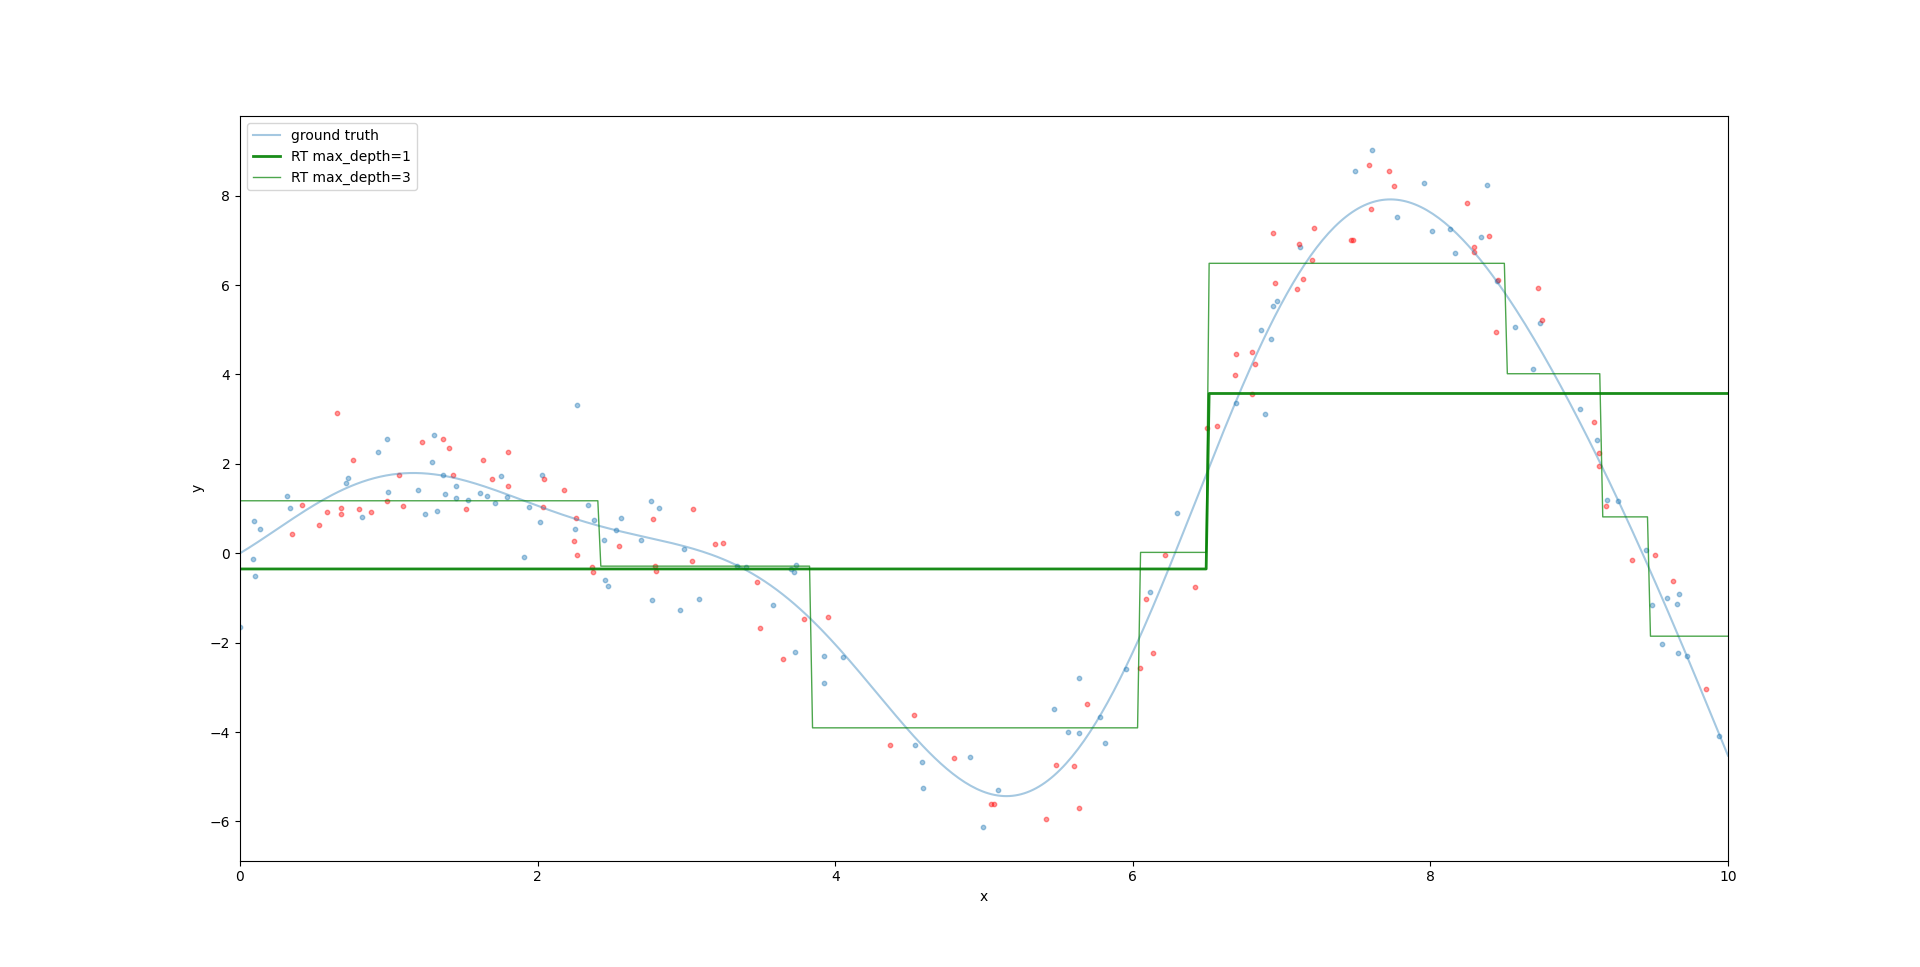 ground truth
RT max_depth=1
RT max_depth=3
8
6
4
2
0
−2
−4
−6
y
0 2 4 6 8 10
x